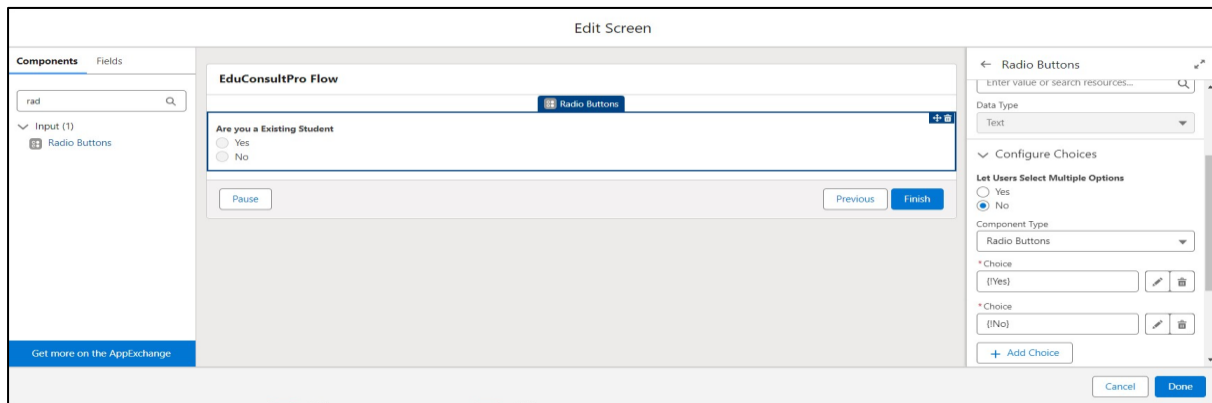 Edit Screen
Components Fields
rad
Input (1)
Radio Buttons
Get more on the AppExchange
EduConsultPro Flow
Radio Buttons
Are you a Existing Student
Yes
No
Pause
Previous
Finish
Radio Buttons
Enter value or search resources...
Data Type
Text
Configure Choices
Let Users Select Multiple Options
Yes
No
Component Type
Radio Buttons
*Choice
{!Yes}
*Choice
{!No}
+ Add Choice
Cancel
Done